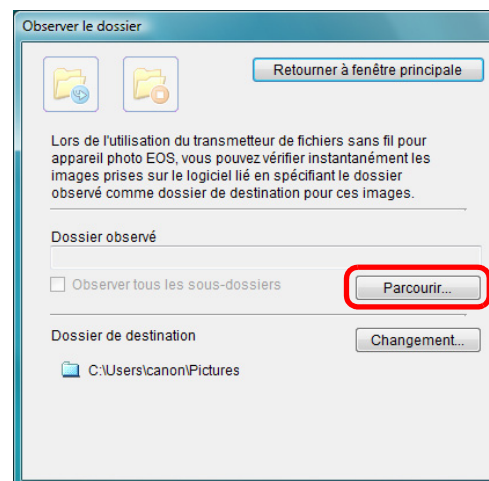 Observer le dossier
Retourner à fenêtre principale
Lors de l'utilisation du transmetteur de fichiers sans fil pour
appareil photo EOS, vous pouvez vérifier instantanément les
images prises sur le logiciel lié en spécifiant le dossier
observé comme dossier de destination pour ces images.
Dossier observé
Observer tous les sous-dossiers
Parcourir...
Dossier de destination
Changement...
C:\Users\canon\Pictures